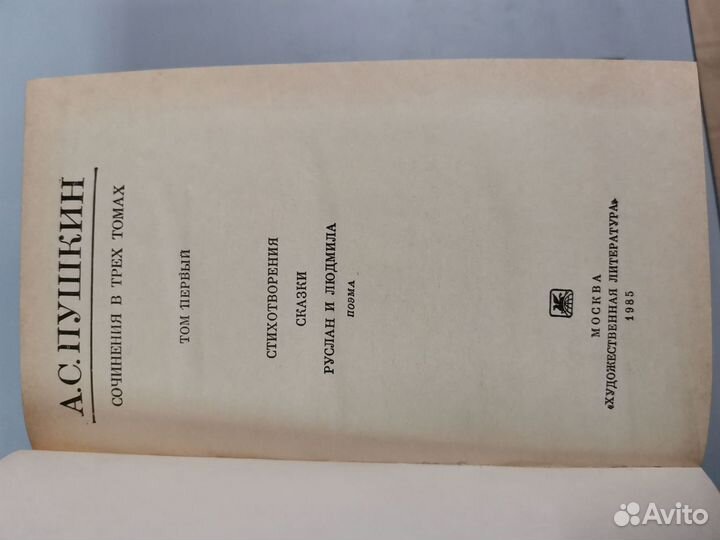 А.С.ПУШКИН
СОЧИНЕНИЯ В ТРЕХ ТОМАХ
ТОМ ПЕРВЫЙ
СТИХОТВОРЕНИЯ
СКАЗКИ
РУСЛАН И ЛЮДМИЛА
ПОЭМА
МОСКВА
«ХУДОЖЕСТВЕННАЯ ЛИТЕРАТУРА»
1985
Avito